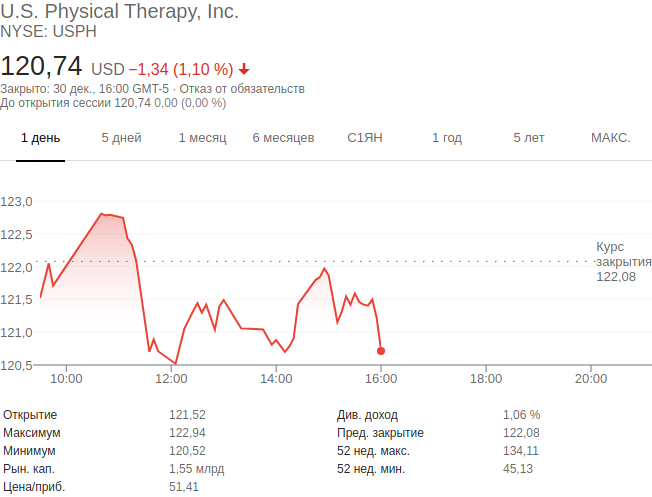 U.S. Physical Therapy, Inc.
NYSE: USPH
120,74 USD −1,34 (1,10 %)
Закрыто: 30 дек., 16:00 GMT-5 · Отказ от обязательств
До открытия сессии 120,74 0,00 (0,00 %)
1 день 5 дней 1 месяц 6 месяцев С1ЯН 1 год 5 лет МАКС.
123,0
122,5
122,0
121,5
121,0
120,5
Курс
закрытия
122,08
10:00 12:00 14:00 16:00 18:00 20:00
Открытие 121,52 Див. доход 1,06 %
Максимум 122,94 Пред. закрытие 122,08
Минимум 120,52 52 нед. макс. 134,11
Рын. кап. 1,55 млрд 52 нед. мин. 45,13
Цена/приб. 51,41